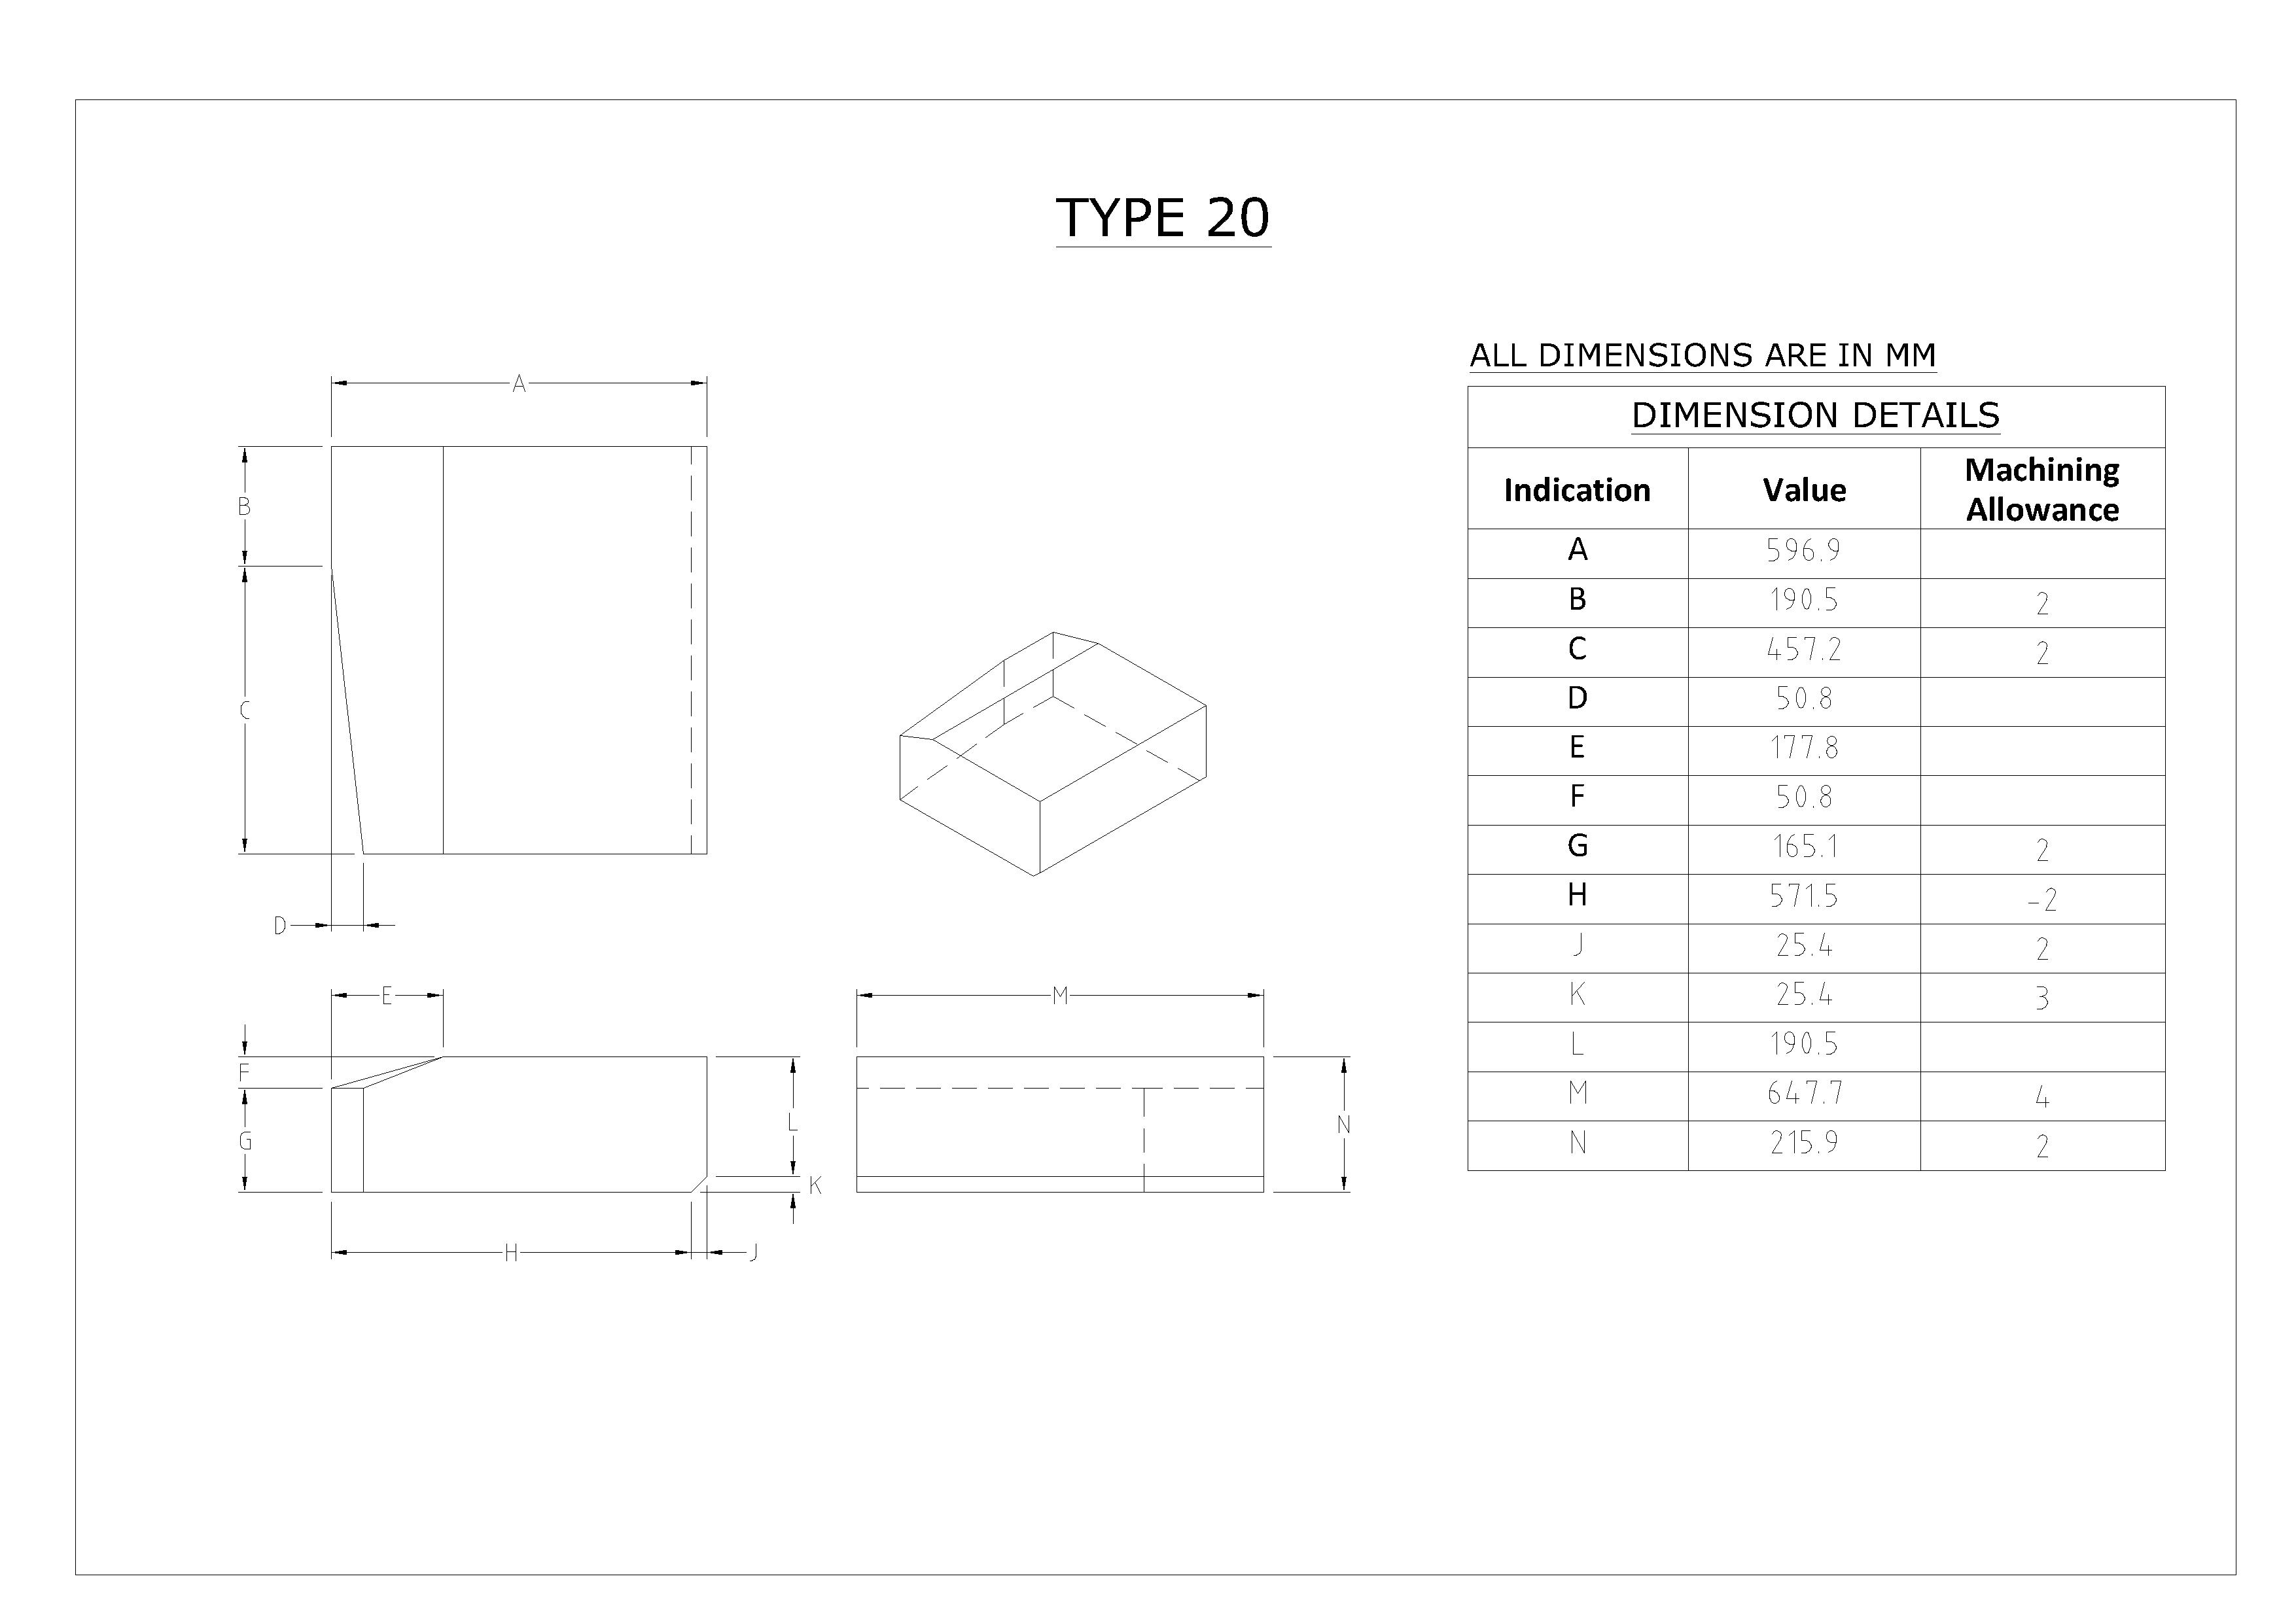 TYPE 20
ALL DIMENSIONS ARE IN MM
DIMENSION DETAILS
Indication Value Machining Allowance
A 596.9
B 190.5 2
C 457.2 2
D 50.8
E 177.8
F 50.8
G 165.1 2
H 571.5 -2
J 25.4 2
K 25.4 3
L 190.5
M 647.7 4
N 215.9 2
A
B
C
D
E
M
F
G
L
K
N
H
J